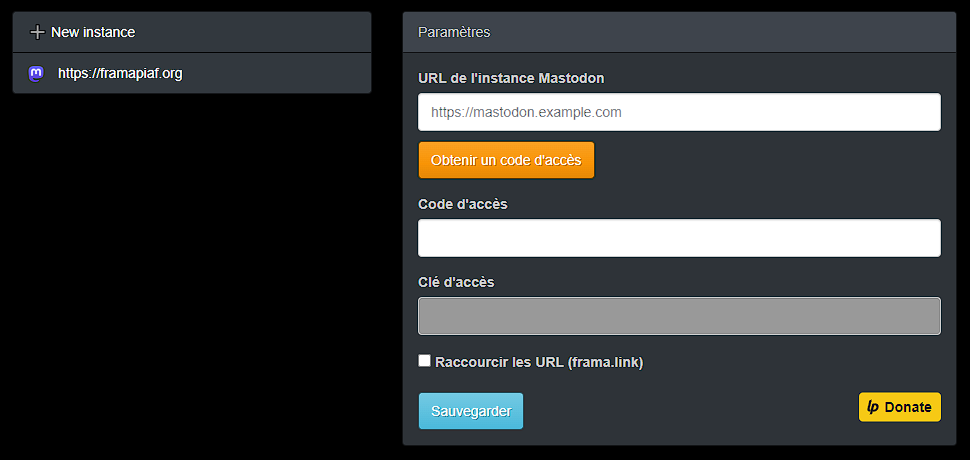 New instance
https://framapiaf.org
Paramètres
URL de l'instance Mastodon
https://mastodon.example.com
Obtenir un code d'accès
Code d'accès
Clé d'accès
Raccourcir les URL (frama.link)
Sauvegarder
lp Donate